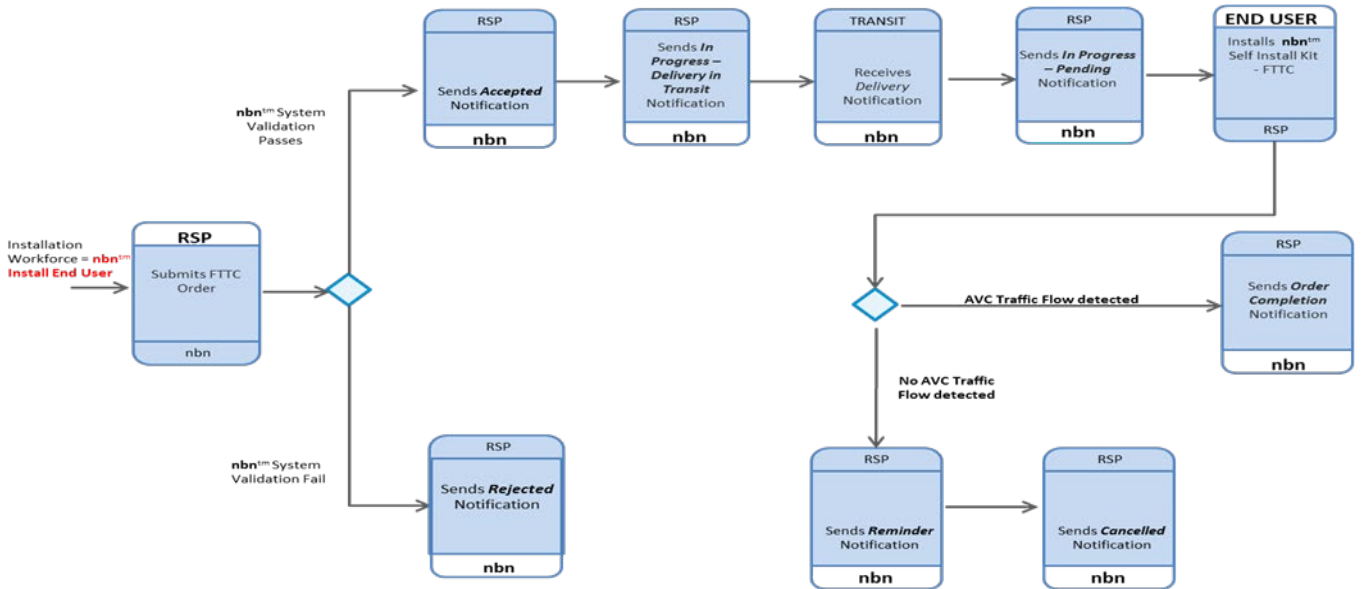 RSP
Sends Accepted
Notification
nbn
RSP
Sends In
Progress –
Delivery in
Transit
Notification
nbn
TRANSIT
Receives
Delivery
Notification
nbn
RSP
Sends In Progress
– Pending
Notification
nbn
END USER
Installs nbn™
Self Install Kit
- FTTC
RSP
nbn™ System
Validation
Passes
Installation
Workforce = nbn™
Install End User
RSP
Submits FTTC
Order
nbn
AVC Traffic Flow detected
RSP
Sends Order
Completion
Notification
nbn
No AVC Traffic
Flow detected
nbn™ System
Validation Fail
RSP
Sends Rejected
Notification
nbn
RSP
Sends Reminder
Notification
nbn
RSP
Sends Cancelled
Notification
nbn